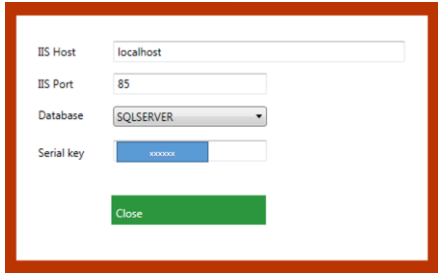 IIS Host localhost
IIS Port 85
Database SQLSERVER
Serial key xxxxxx
Close